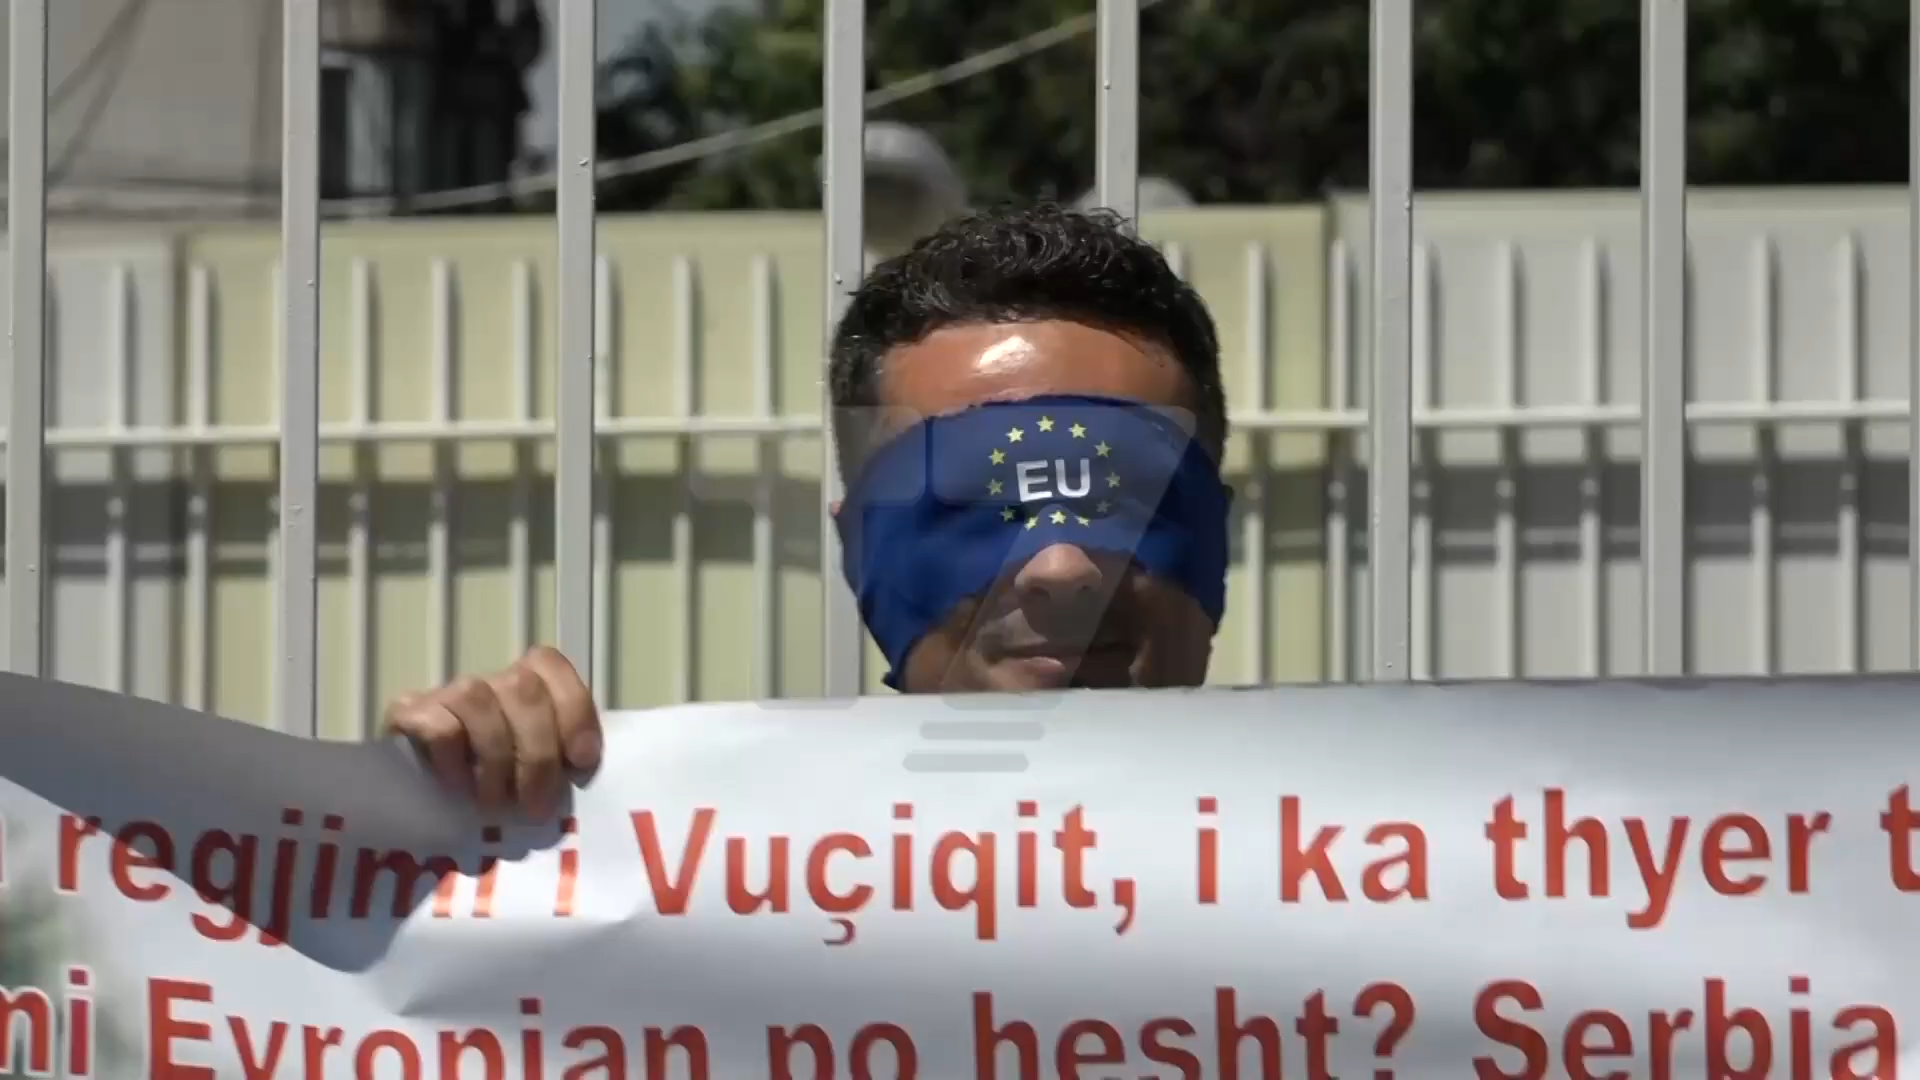 EU
regjimi i Vuçiqit, i ka thyer
Evropian po hesht? Serbia